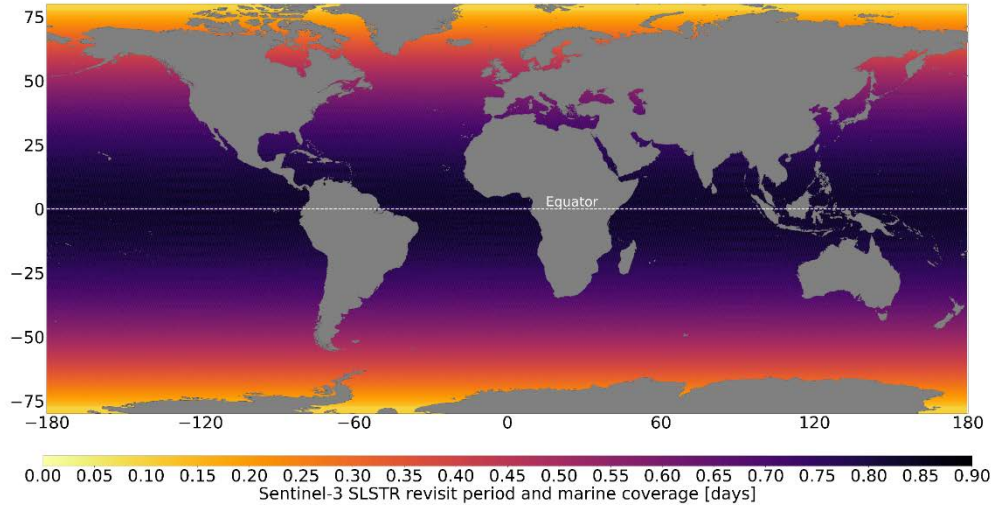 75
50
25
0
−25
−50
−75
Equator
−180 −120 −60 0 60 120 180
0.00 0.05 0.10 0.15 0.20 0.25 0.30 0.35 0.40 0.45 0.50 0.55 0.60 0.65 0.70 0.75 0.80 0.85 0.90
Sentinel-3 SLSTR revisit period and marine coverage [days]